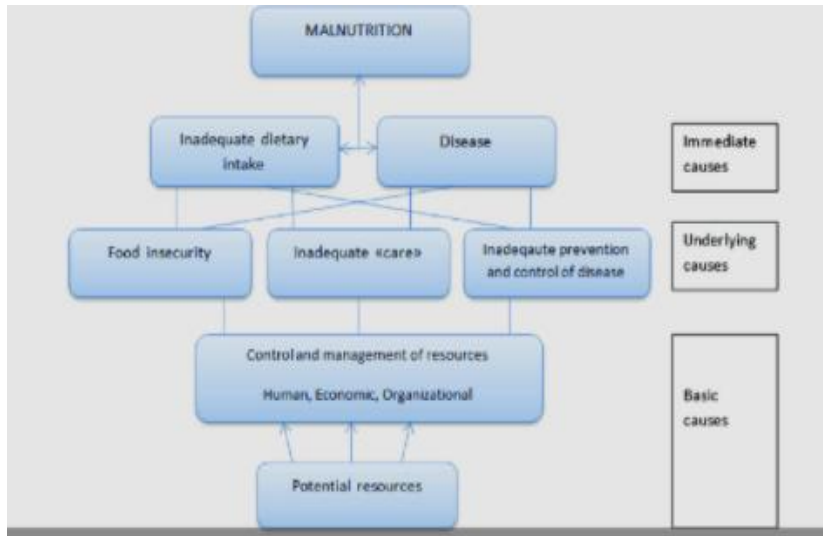 MALNUTRITION
Inadequate dietary
intake
Disease
Immediate
causes
Food insecurity
Inadequate «care»
Inadeqaute prevention
and control of disease
Underlying
causes
Control and management of resources
Human, Economic, Organizational
Basic
causes
Potential resources